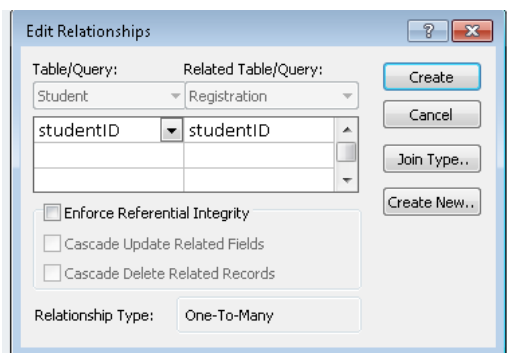 Edit Relationships
Table/Query: Related Table/Query:
Student Registration
studentID studentID
Enforce Referential Integrity
Cascade Update Related Fields
Cascade Delete Related Records
Relationship Type: One-To-Many
Create
Cancel
Join Type..
Create New..